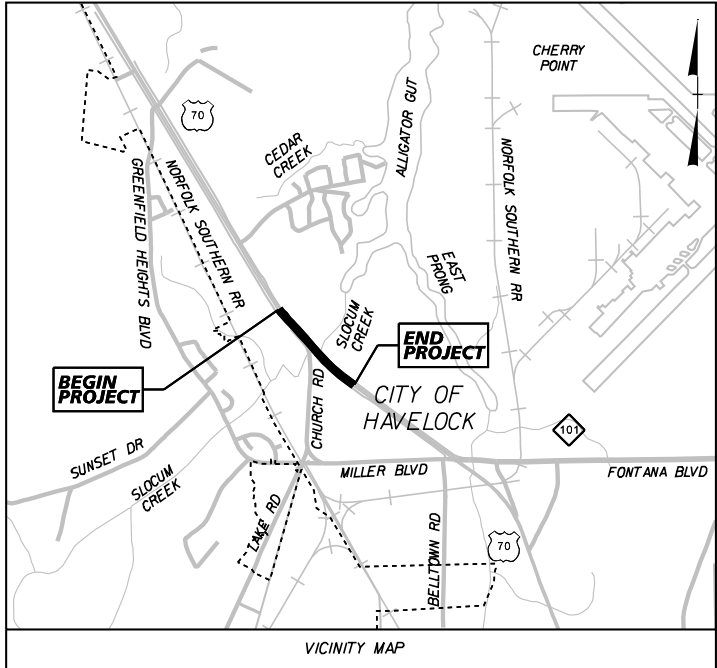 CHERRY
POINT
70
CEDAR
CREEK
ALLIGATOR GUT
NORFOLK SOUTHERN RR
GREENFIELD HEIGHTS BLVD
NORFOLK SOUTHERN RR
EAST
PRONG
SLOCUM
CREEK
END
PROJECT
BEGIN
PROJECT
CHURCH RD
CITY OF
HAVELOCK
101
SUNSET DR
SLOCUM
CREEK
MILLER BLVD
FONTANA BLVD
LAKE RD
BELLTOWN RD
70
VICINITY MAP